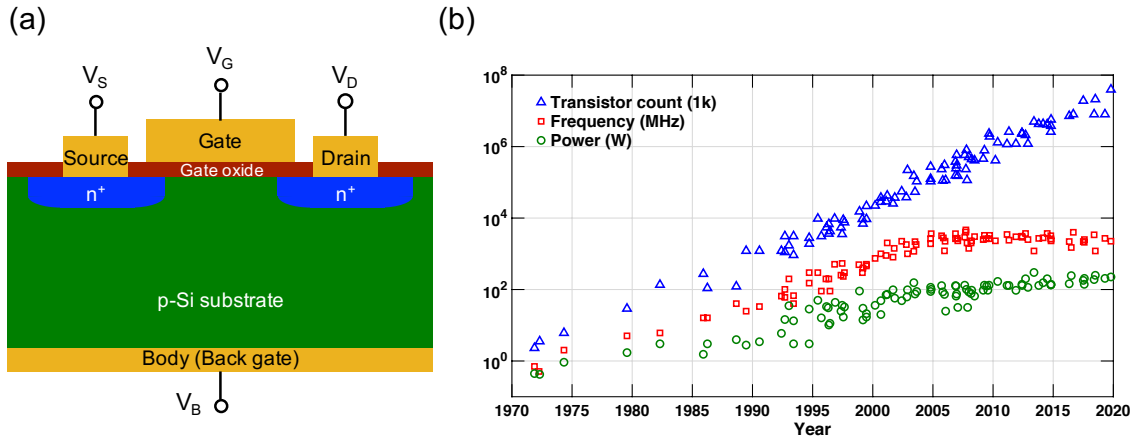 (a)
V_G
V_S
V_D
Gate
Source
Drain
Gate oxide
n⁺
n⁺
p-Si substrate
Body (Back gate)
V_B
(b)
10⁸
10⁶
10⁴
10²
10⁰
Transistor count (1k)
Frequency (MHz)
Power (W)
1970 1975 1980 1985 1990 1995 2000 2005 2010 2015 2020
Year